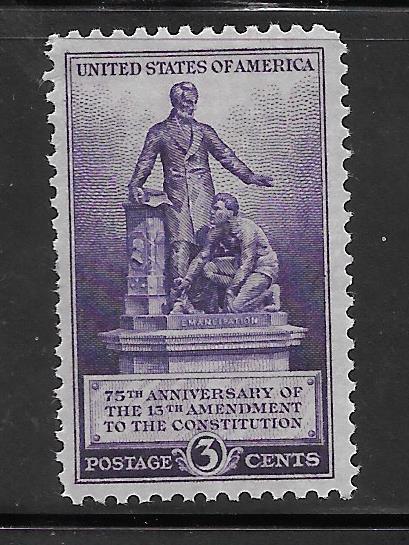 UNITED STATES OF AMERICA
EMANCIPATION
75TH ANNIVERSARY OF
THE 13TH AMENDMENT
TO THE CONSTITUTION
POSTAGE 3 CENTS